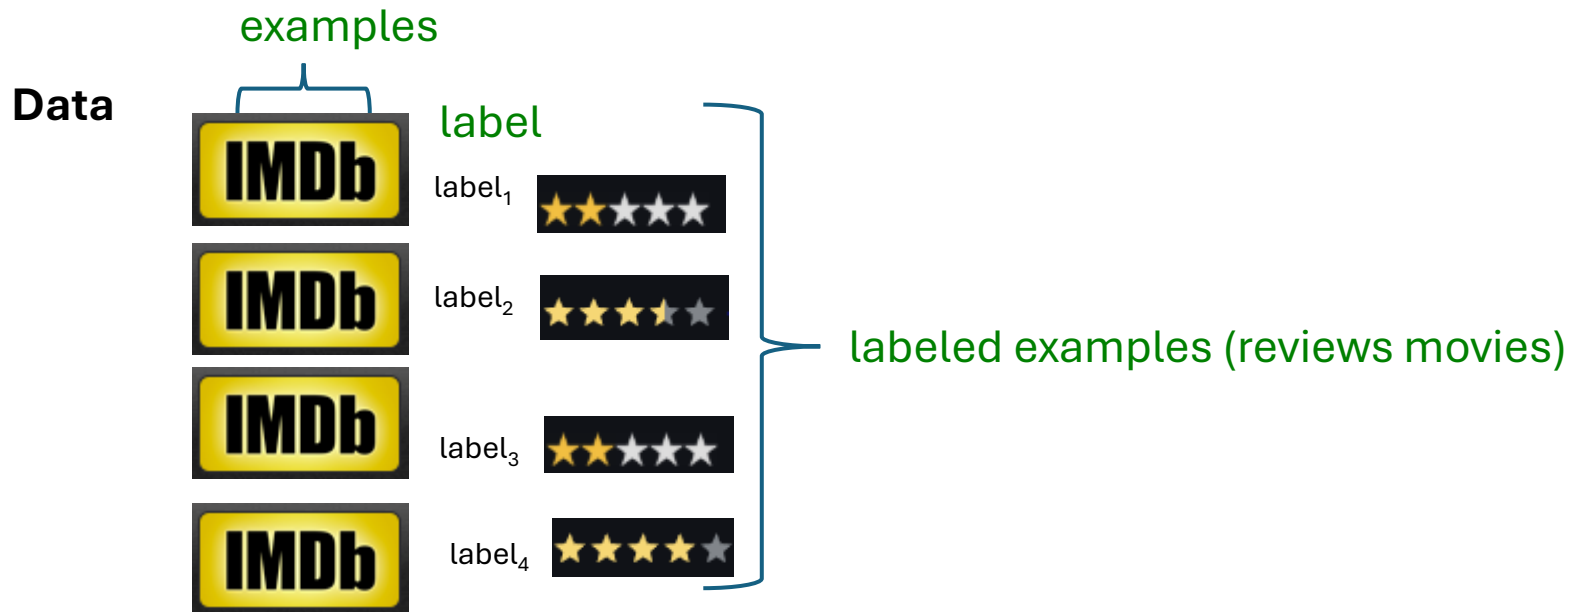 examples
Data
label
IMDb
label₁
IMDb
label₂
IMDb
label₃
IMDb
label₄
labeled examples (reviews movies)